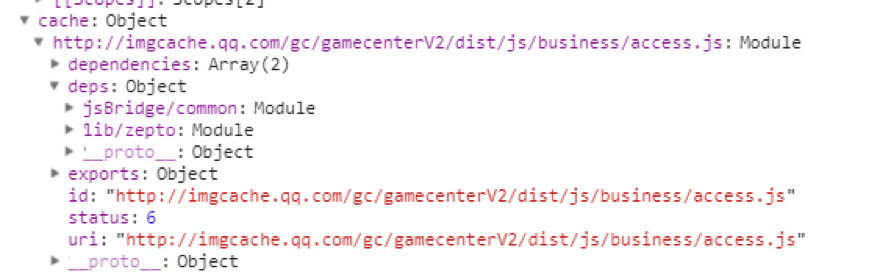 cache: Object
http://imgcache.qq.com/gc/gamecenterV2/dist/js/business/access.js: Module
dependencies: Array(2)
deps: Object
jsBridge/common: Module
lib/zepto: Module
__proto__: Object
exports: Object
id: "http://imgcache.qq.com/gc/gamecenterV2/dist/js/business/access.js"
status: 6
uri: "http://imgcache.qq.com/gc/gamecenterV2/dist/js/business/access.js"
__proto__: Object